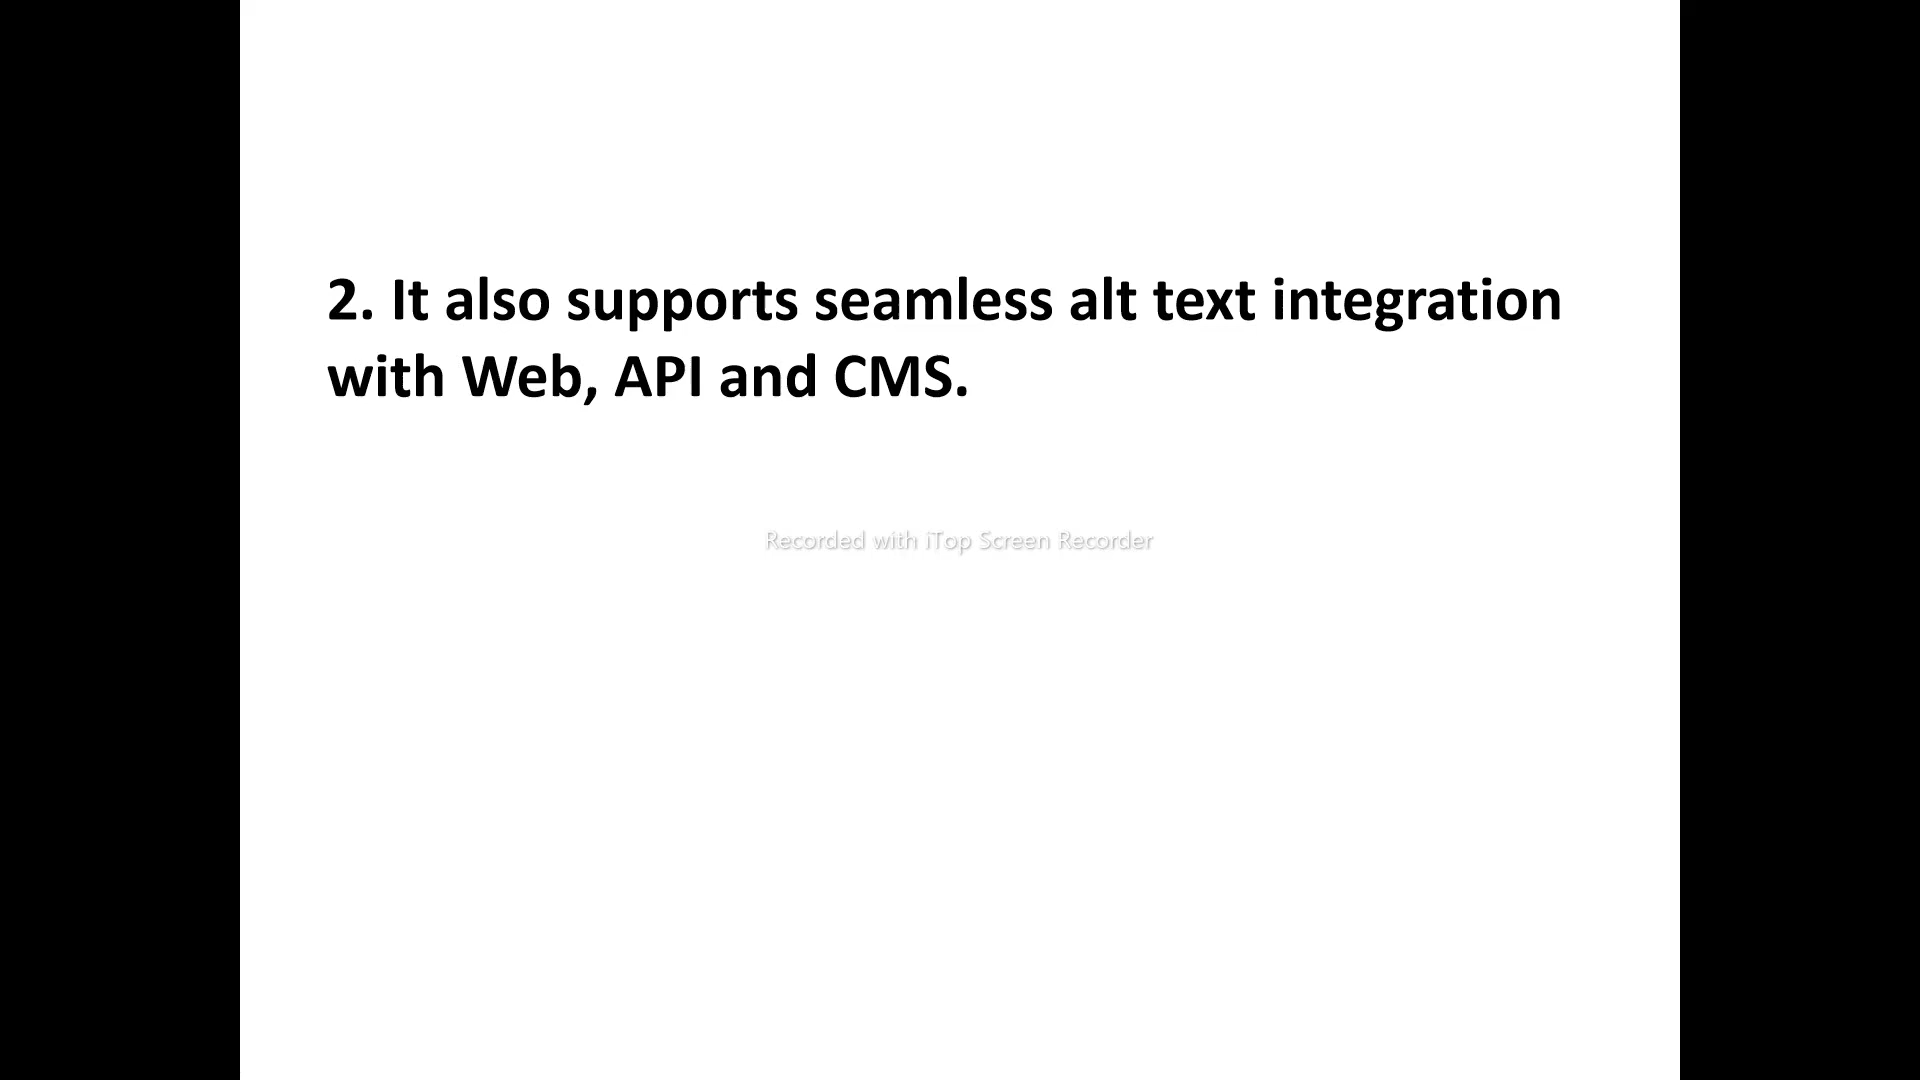 2. It also supports seamless alt text integration
with Web, API and CMS.
Recorded with iTop Screen Recorder